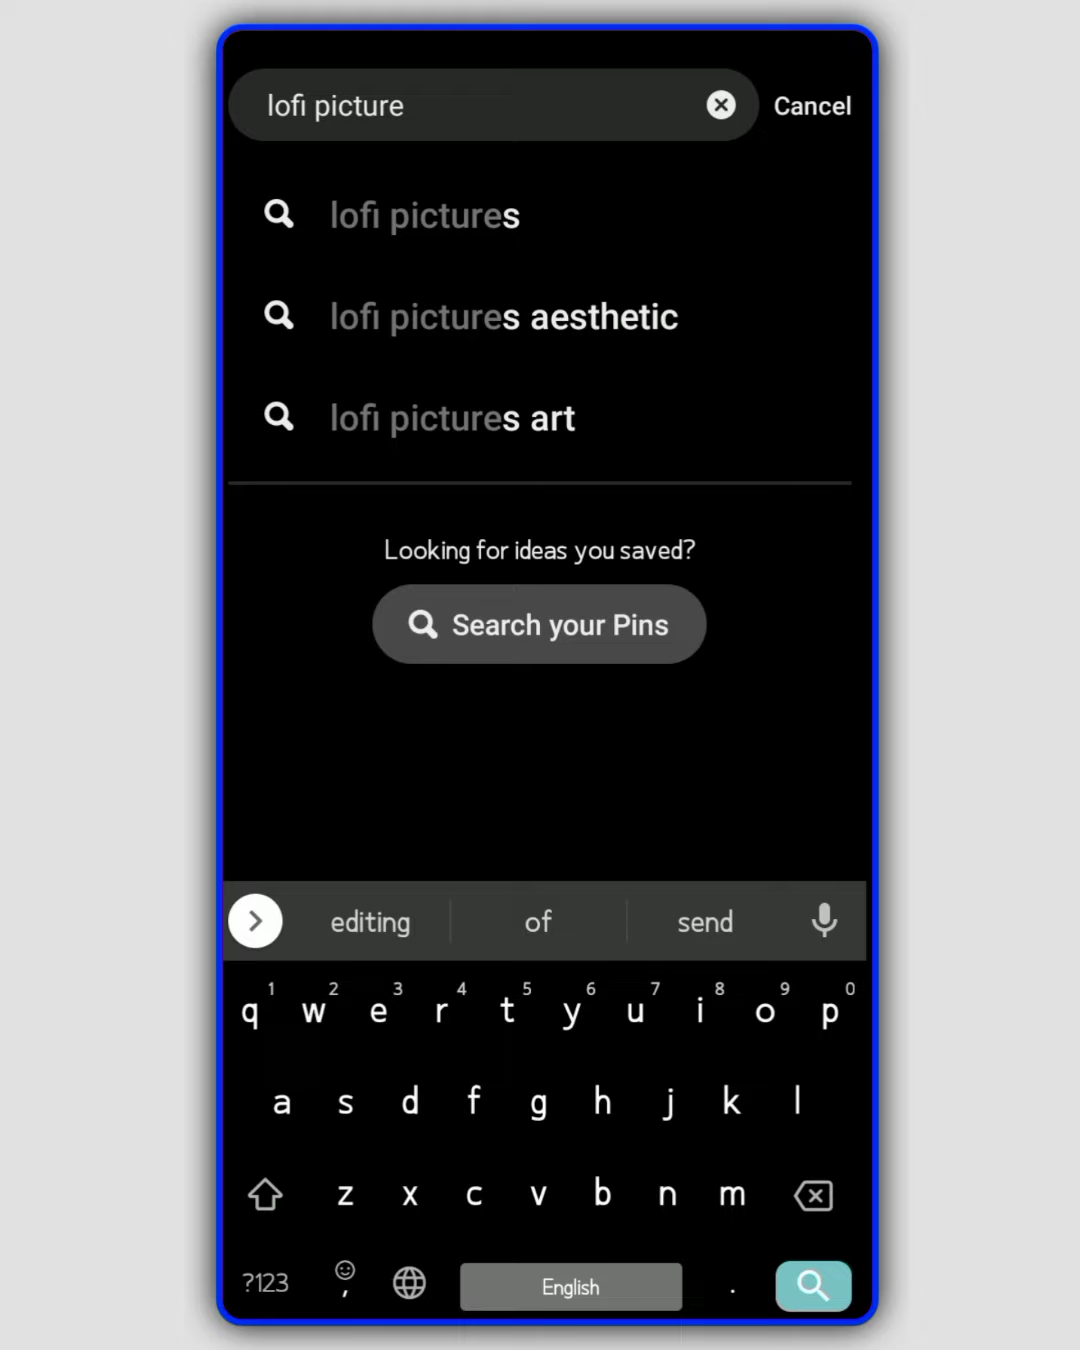 lofi picture
Cancel
lofi pictures
lofi pictures aesthetic
lofi pictures art
Looking for ideas you saved?
Search your Pins
editing of send
1 2 3 4 5 6 7 8 9 0
q w e r t y u i o p
a s d f g h j k l
z x c v b n m
?123 , English .